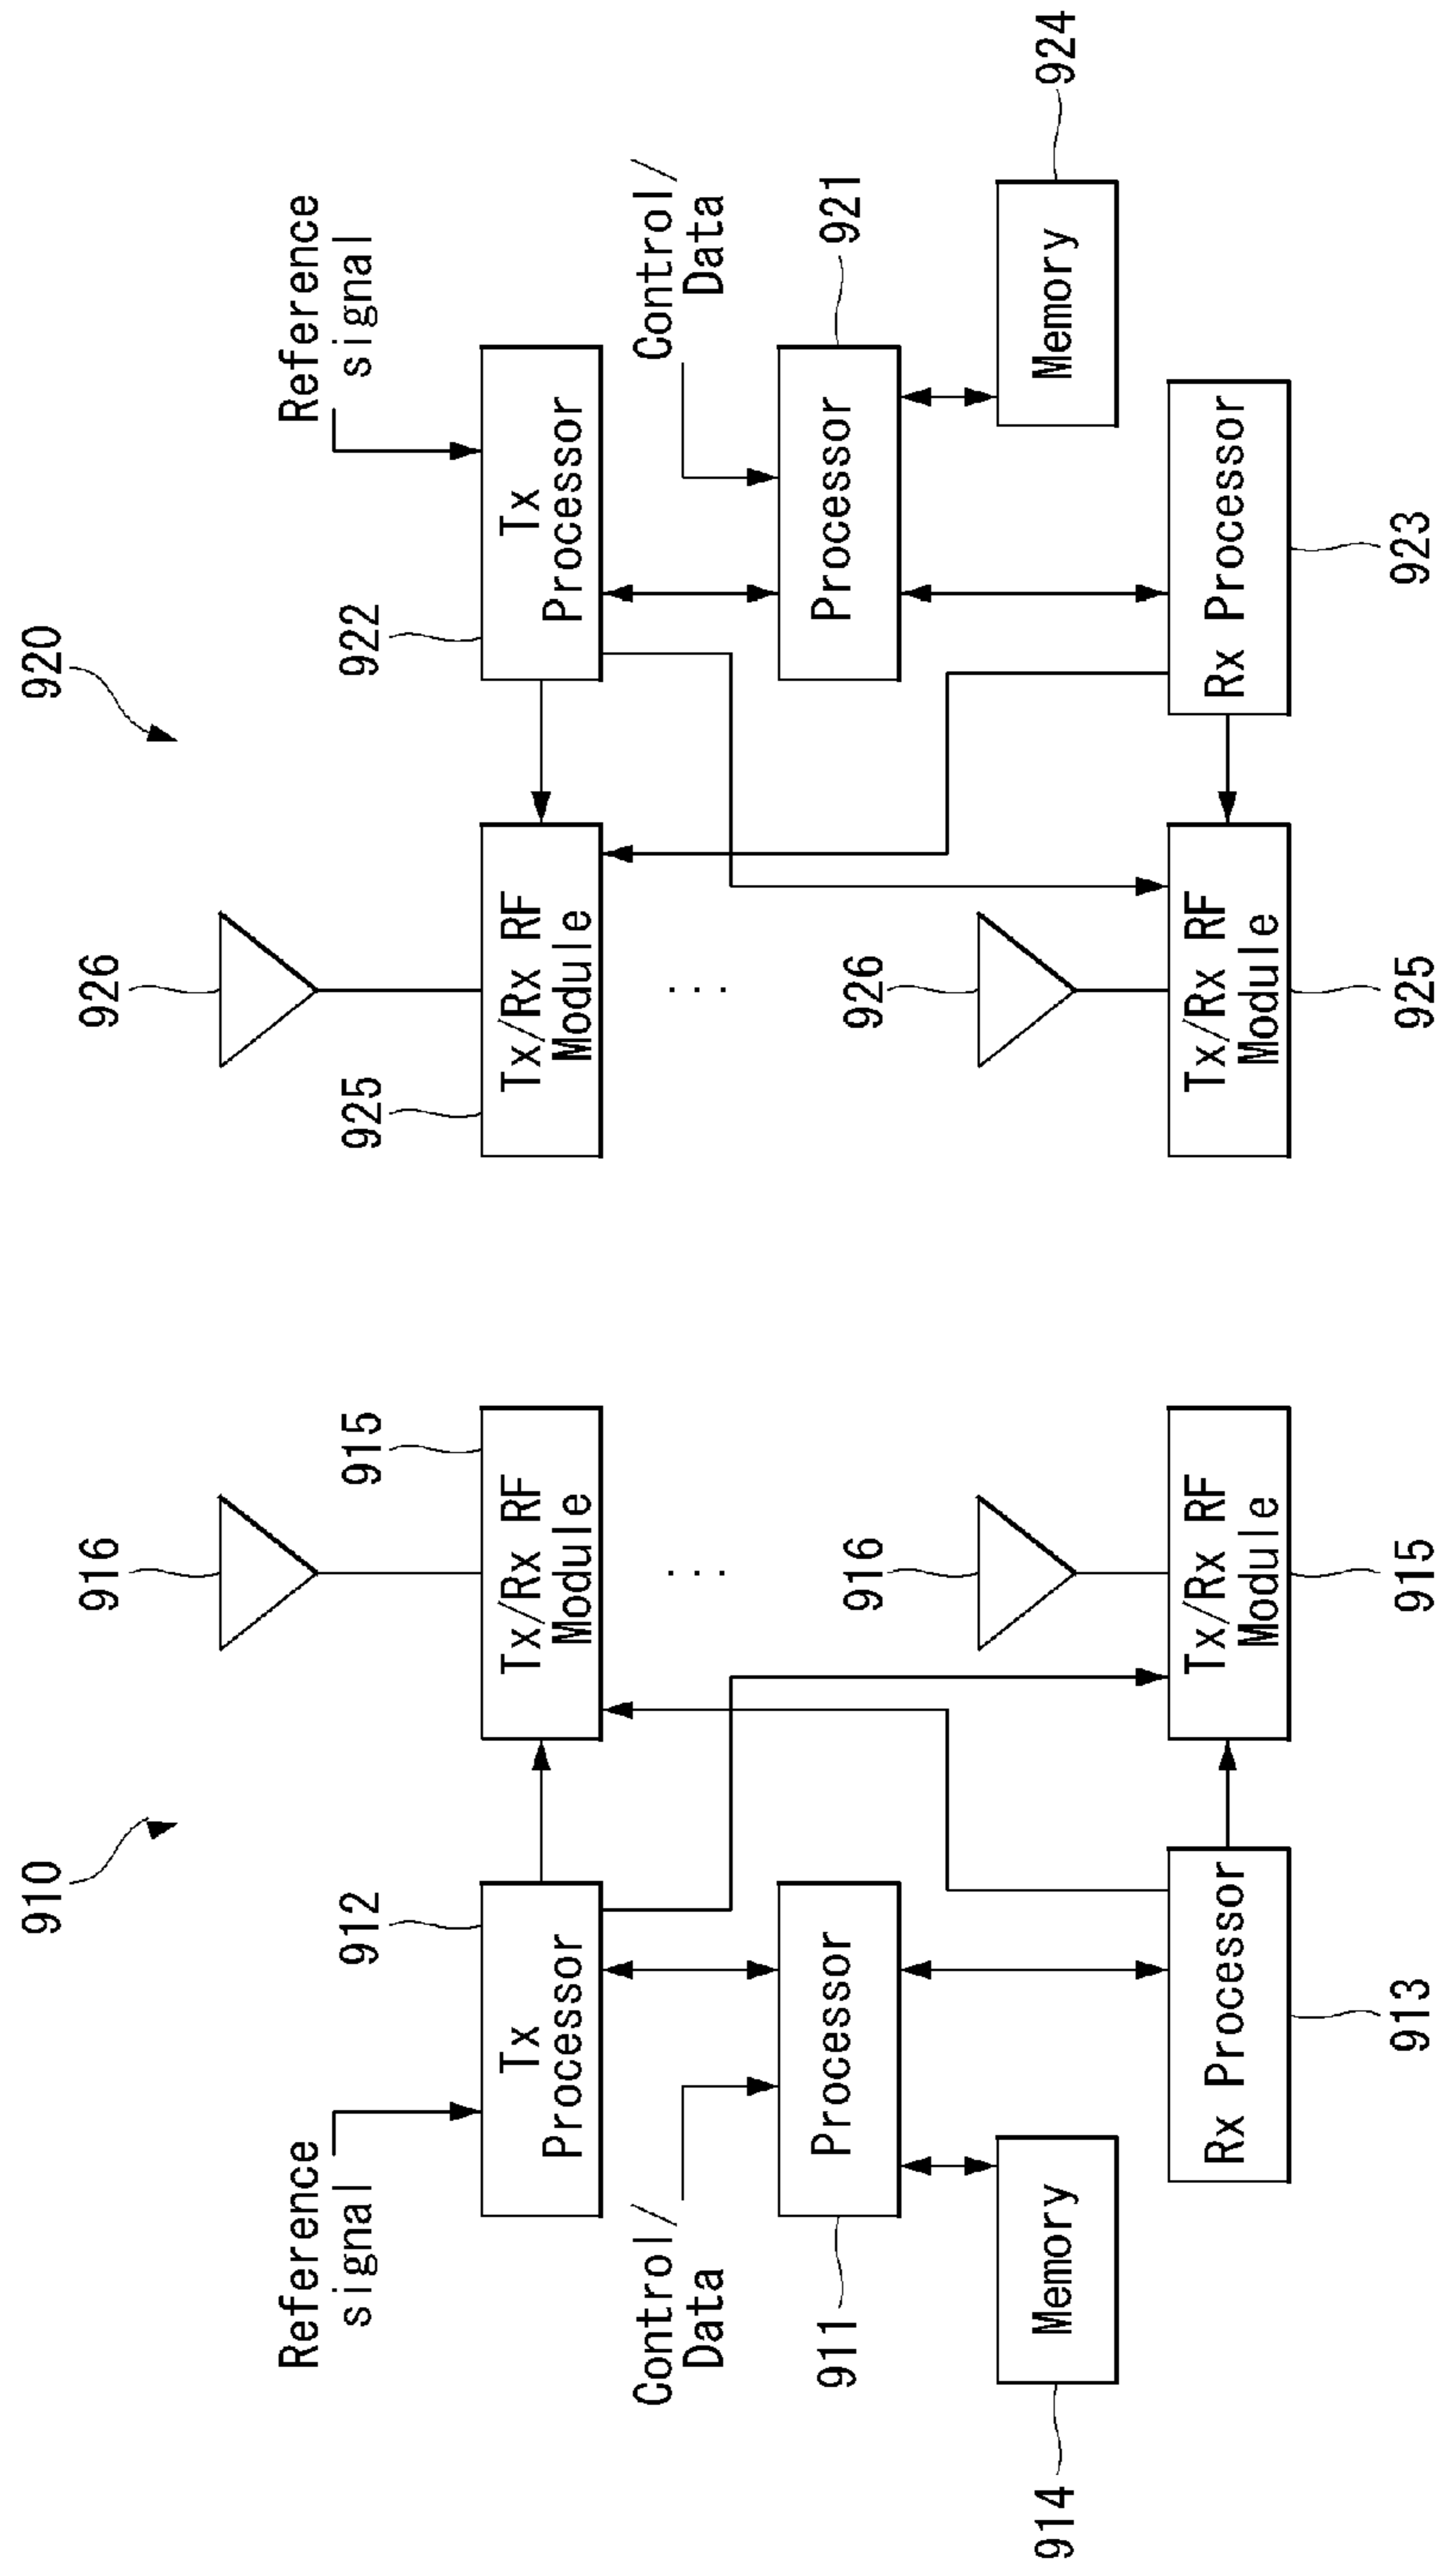 910
920
916
926
Reference
signal
912
915
925
922
Reference
signal
Tx
Processor
Tx/Rx RF
Module
Tx/Rx RF
Module
Tx
Processor
Control/
Data
...
...
Control/
Data
911
Processor
916
926
Processor
921
914
Memory
Memory
924
Rx Processor
Tx/Rx RF
Module
Tx/Rx RF
Module
Rx Processor
913
915
925
923